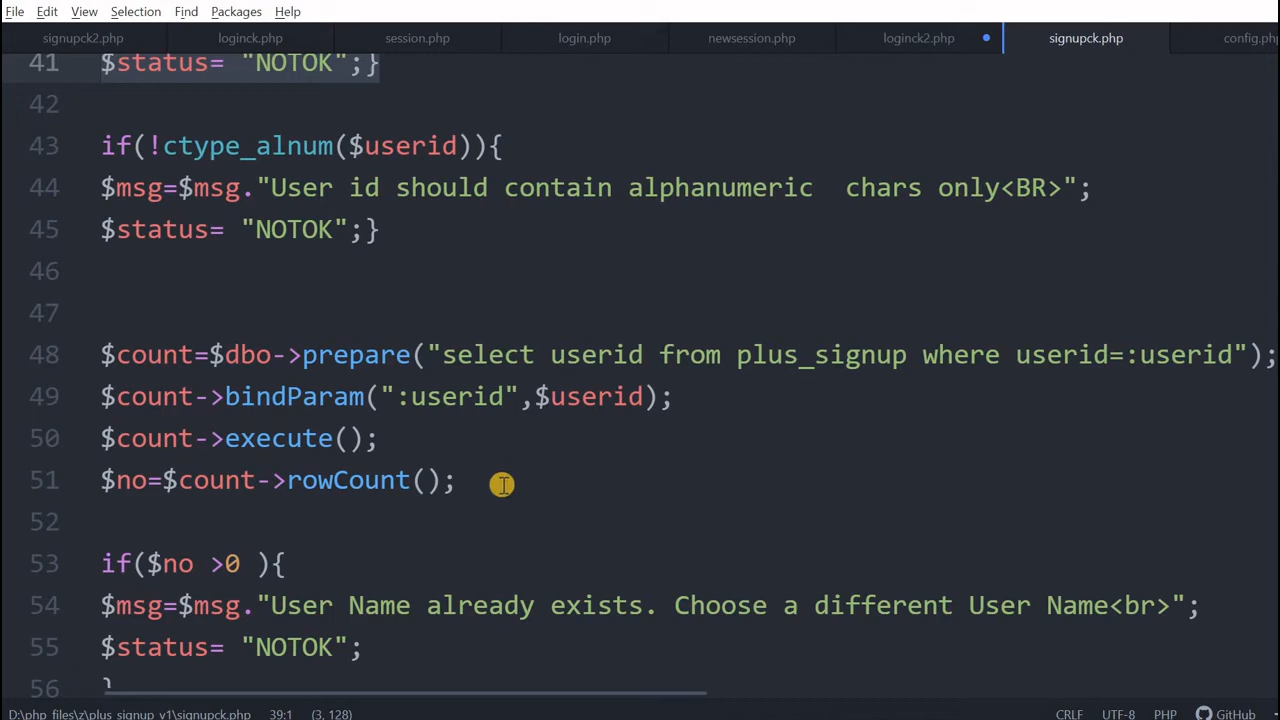 File Edit View Selection Find Packages Help
signupck2.php loginck.php session.php login.php newsession.php loginck2.php signupck.php config.php
41 $status= "NOTOK";}
42
43 if(!ctype_alnum($userid)){
44 $msg=$msg."User id should contain alphanumeric  chars only<BR>";
45 $status= "NOTOK";}
46
47
48 $count=$dbo->prepare("select userid from plus_signup where userid=:userid");
49 $count->bindParam(":userid",$userid);
50 $count->execute();
51 $no=$count->rowCount();
52
53 if($no >0 ){
54 $msg=$msg."User Name already exists. Choose a different User Name<br>";
55 $status= "NOTOK";
56 }
D:\php_files\z\plus_signup_v1\signupck.php 39:1 (3, 128) CRLF UTF-8 PHP GitHub